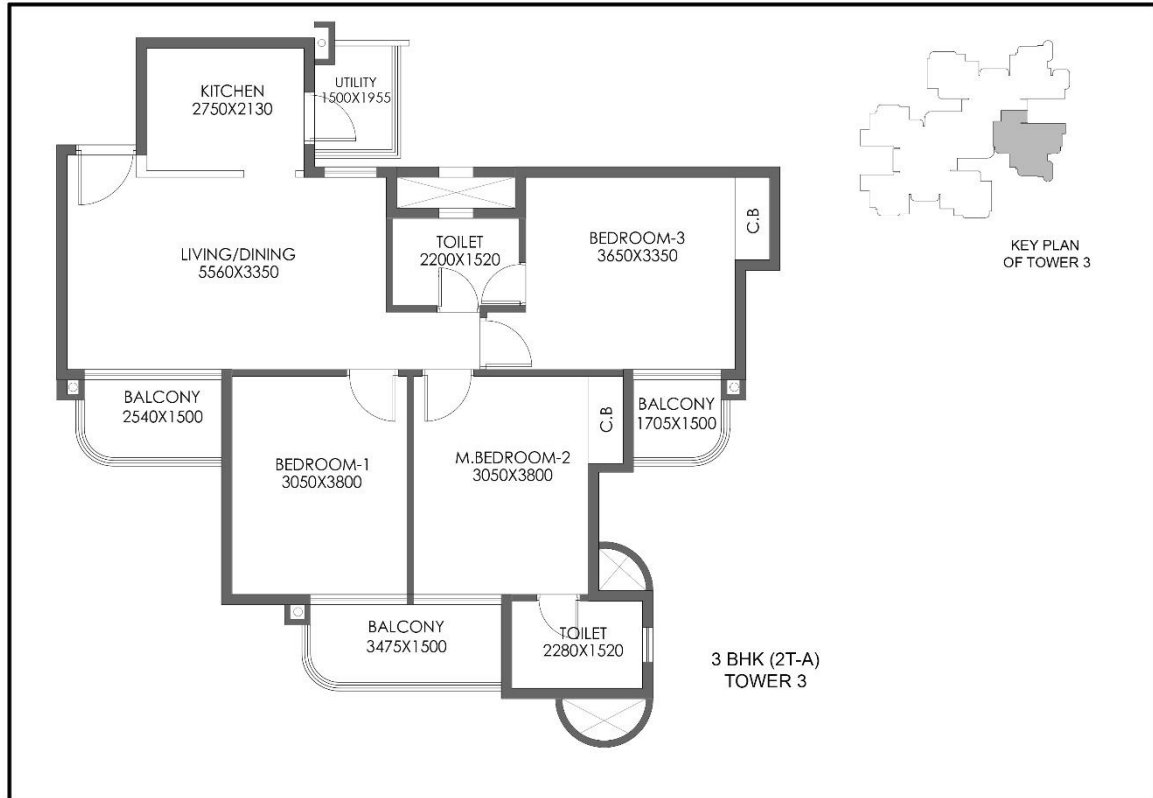 KITCHEN
2750X2130
UTILITY
1500X1955
LIVING/DINING
5560X3350
TOILET
2200X1520
BEDROOM-3
3650X3350
C.B
KEY PLAN
OF TOWER 3
BALCONY
2540X1500
BEDROOM-1
3050X3800
M.BEDROOM-2
3050X3800
C.B
BALCONY
1705X1500
BALCONY
3475X1500
TOILET
2280X1520
3 BHK (2T-A)
TOWER 3